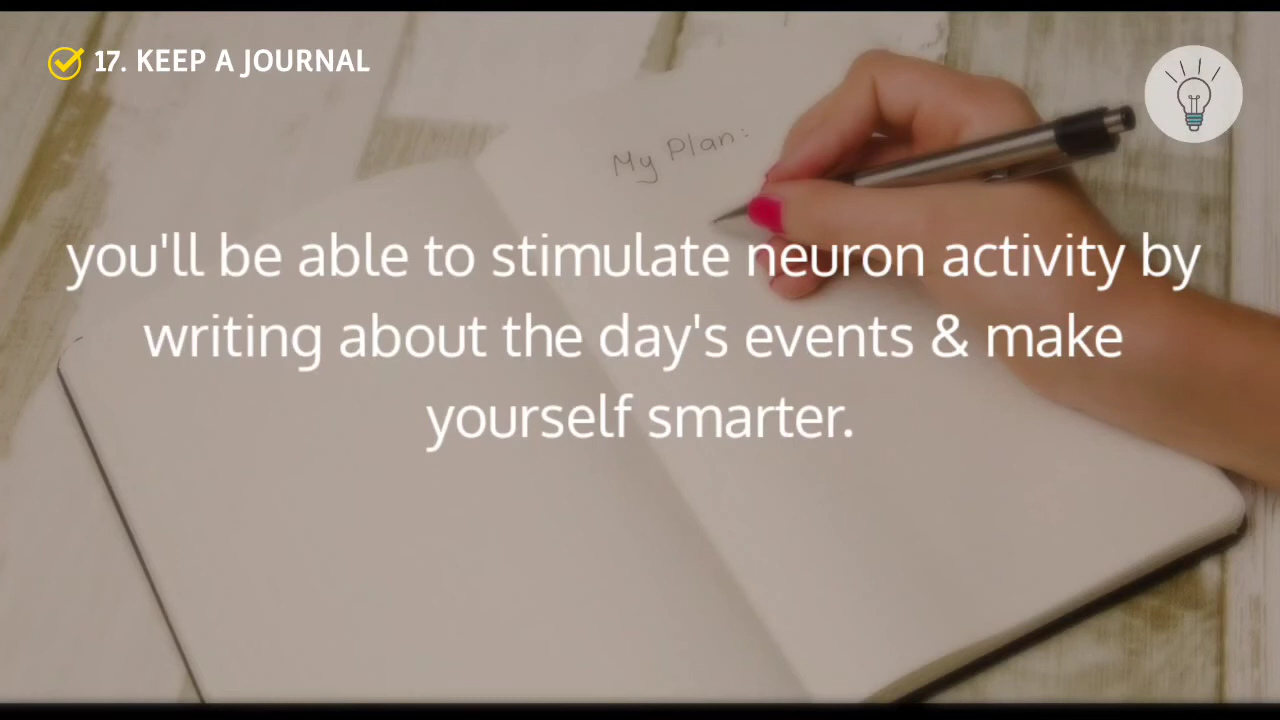 17. KEEP A JOURNAL
My Plan:
you'll be able to stimulate neuron activity by
writing about the day's events & make
yourself smarter.